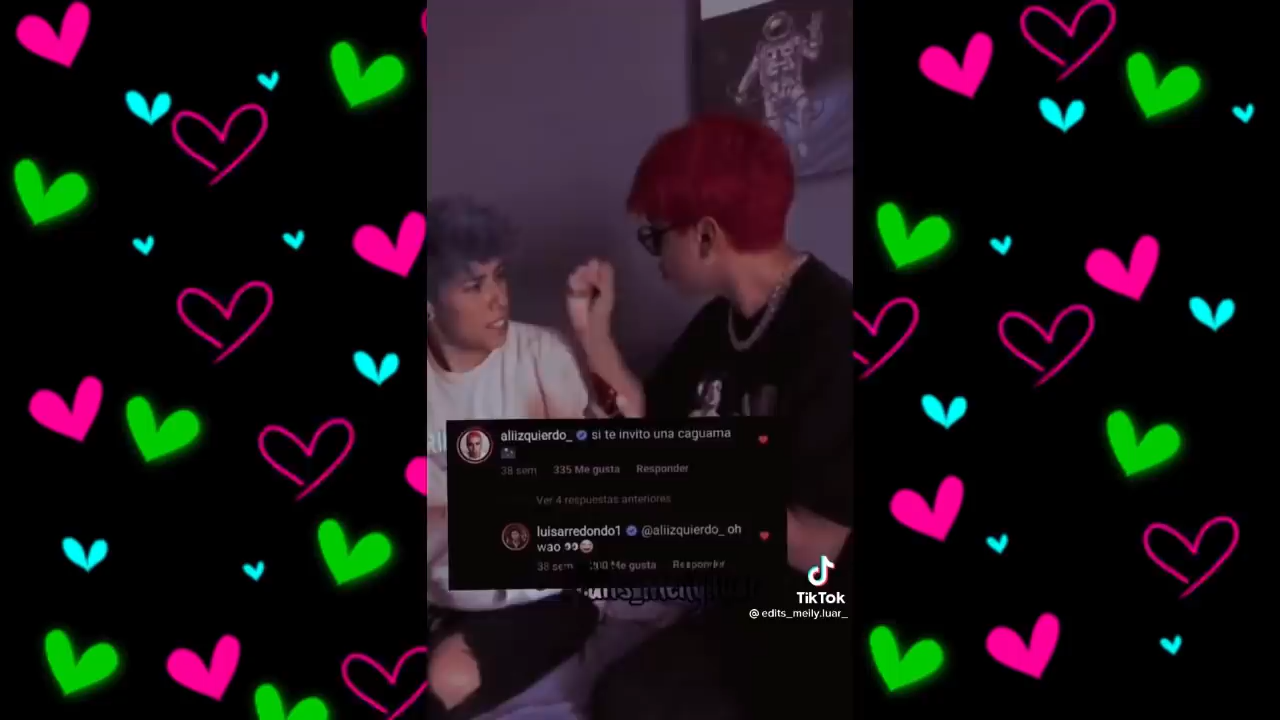 aliizquierdo_ si te invito una caguama
38 sem 335 Me gusta Responder
Ver 4 respuestas anteriores
luisarredondo1 @aliizquierdo_ oh
wao 👀😅
38 sem Me gusta Responder
TikTok
@edits_meily.luar_